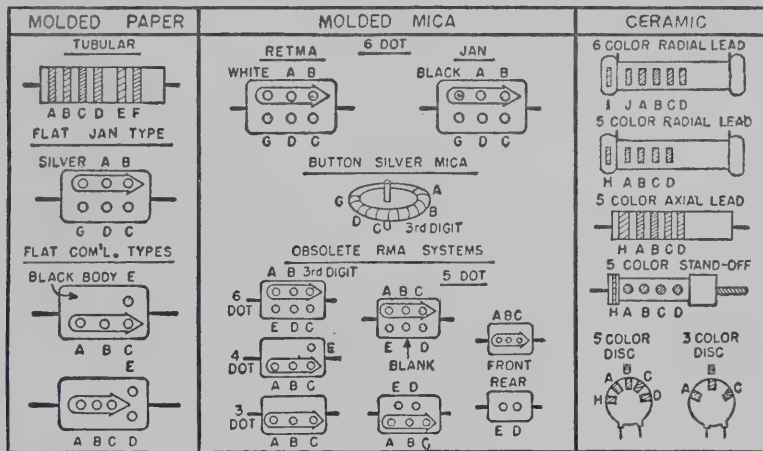 MOLDED PAPER
TUBULAR
A B C D E F
FLAT JAN TYPE
SILVER A B
G D C
FLAT COM'L. TYPES
BLACK BODY E
A B C
E
A B C D
MOLDED MICA
RETMA 6 DOT JAN
WHITE A B BLACK A B
G D C G D C
BUTTON SILVER MICA
A
G B
D C 3rd DIGIT
OBSOLETE RMA SYSTEMS
A B 3rd DIGIT 5 DOT
6 DOT
E D C
A B C
E D
BLANK
4 DOT
E
A B C
A B C
FRONT
REAR
E D
3 DOT
A B C
E D
A B C
CERAMIC
6 COLOR RADIAL LEAD
I J A B C D
5 COLOR RADIAL LEAD
H A B C D
5 COLOR AXIAL LEAD
H A B C D
5 COLOR STAND-OFF
H A B C D
5 COLOR DISC
B
A C
H D
3 COLOR DISC
B
A C